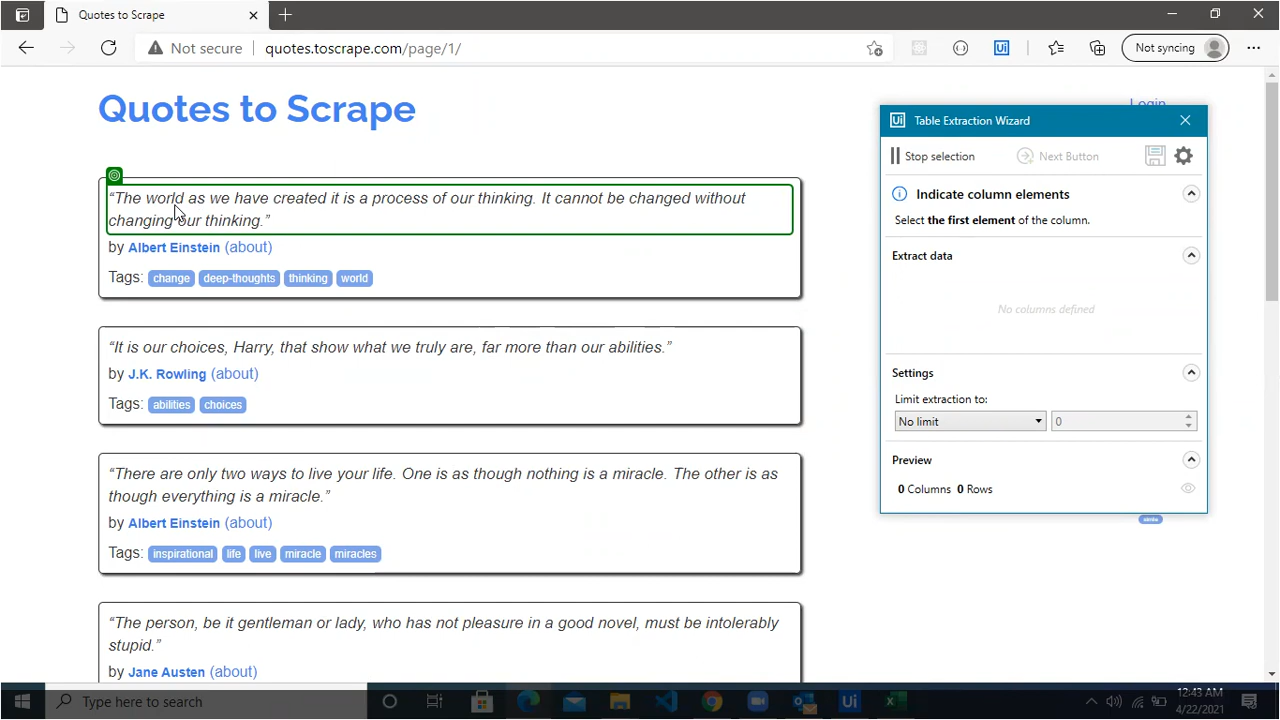 Quotes to Scrape
Not secure
quotes.toscrape.com/page/1/
Not syncing
Quotes to Scrape
Login
“The world as we have created it is a process of our thinking. It cannot be changed without
changing our thinking.”
by Albert Einstein (about)
Tags: change deep-thoughts thinking world
“It is our choices, Harry, that show what we truly are, far more than our abilities.”
by J.K. Rowling (about)
Tags: abilities choices
“There are only two ways to live your life. One is as though nothing is a miracle. The other is as
though everything is a miracle.”
by Albert Einstein (about)
Tags: inspirational life live miracle miracles
“The person, be it gentleman or lady, who has not pleasure in a good novel, must be intolerably
stupid.”
by Jane Austen (about)
Ui Table Extraction Wizard
Stop selection Next Button
Indicate column elements
Select the first element of the column.
Extract data
No columns defined
Settings
Limit extraction to:
No limit 0
Preview
0 Columns 0 Rows
simile
Type here to search
12:43 AM
4/22/2021